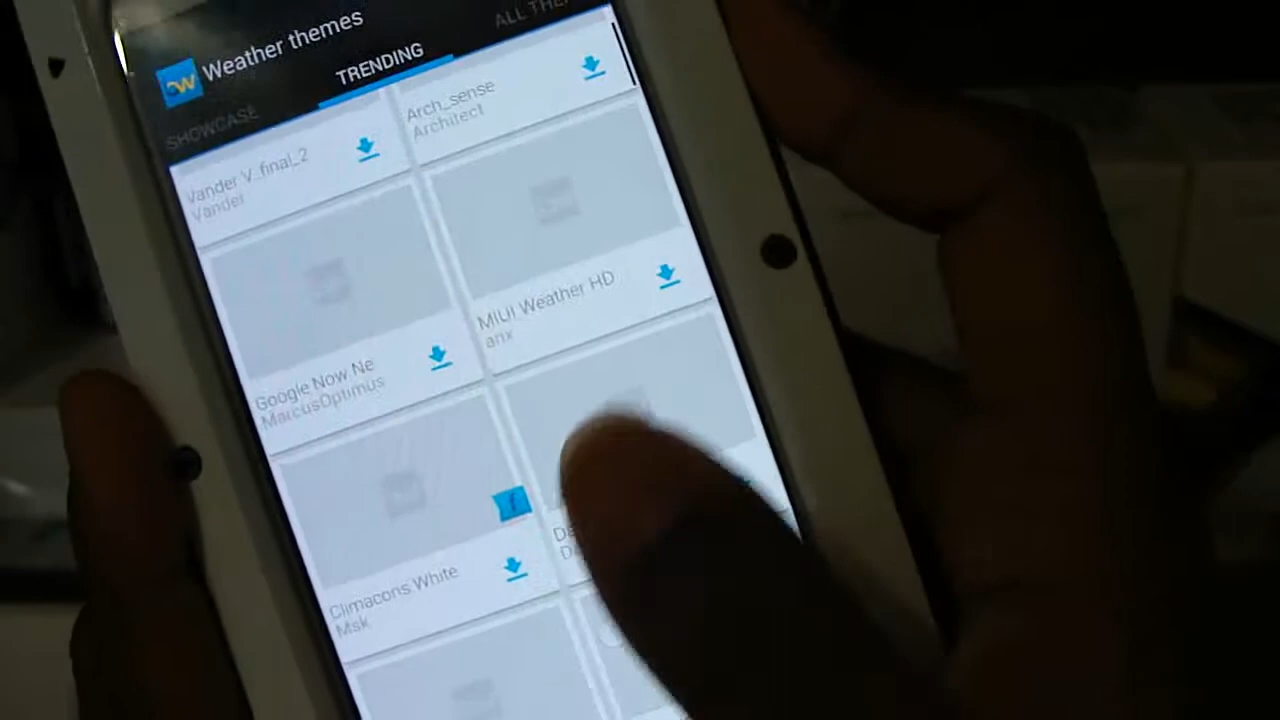 Weather themes
SHOWCASE
TRENDING
Vander V_final_2
Vander
Arch_sense
Architect
Google Now Ne
MarcusOptimus
MIUI Weather HD
anx
Climacons White
Msk